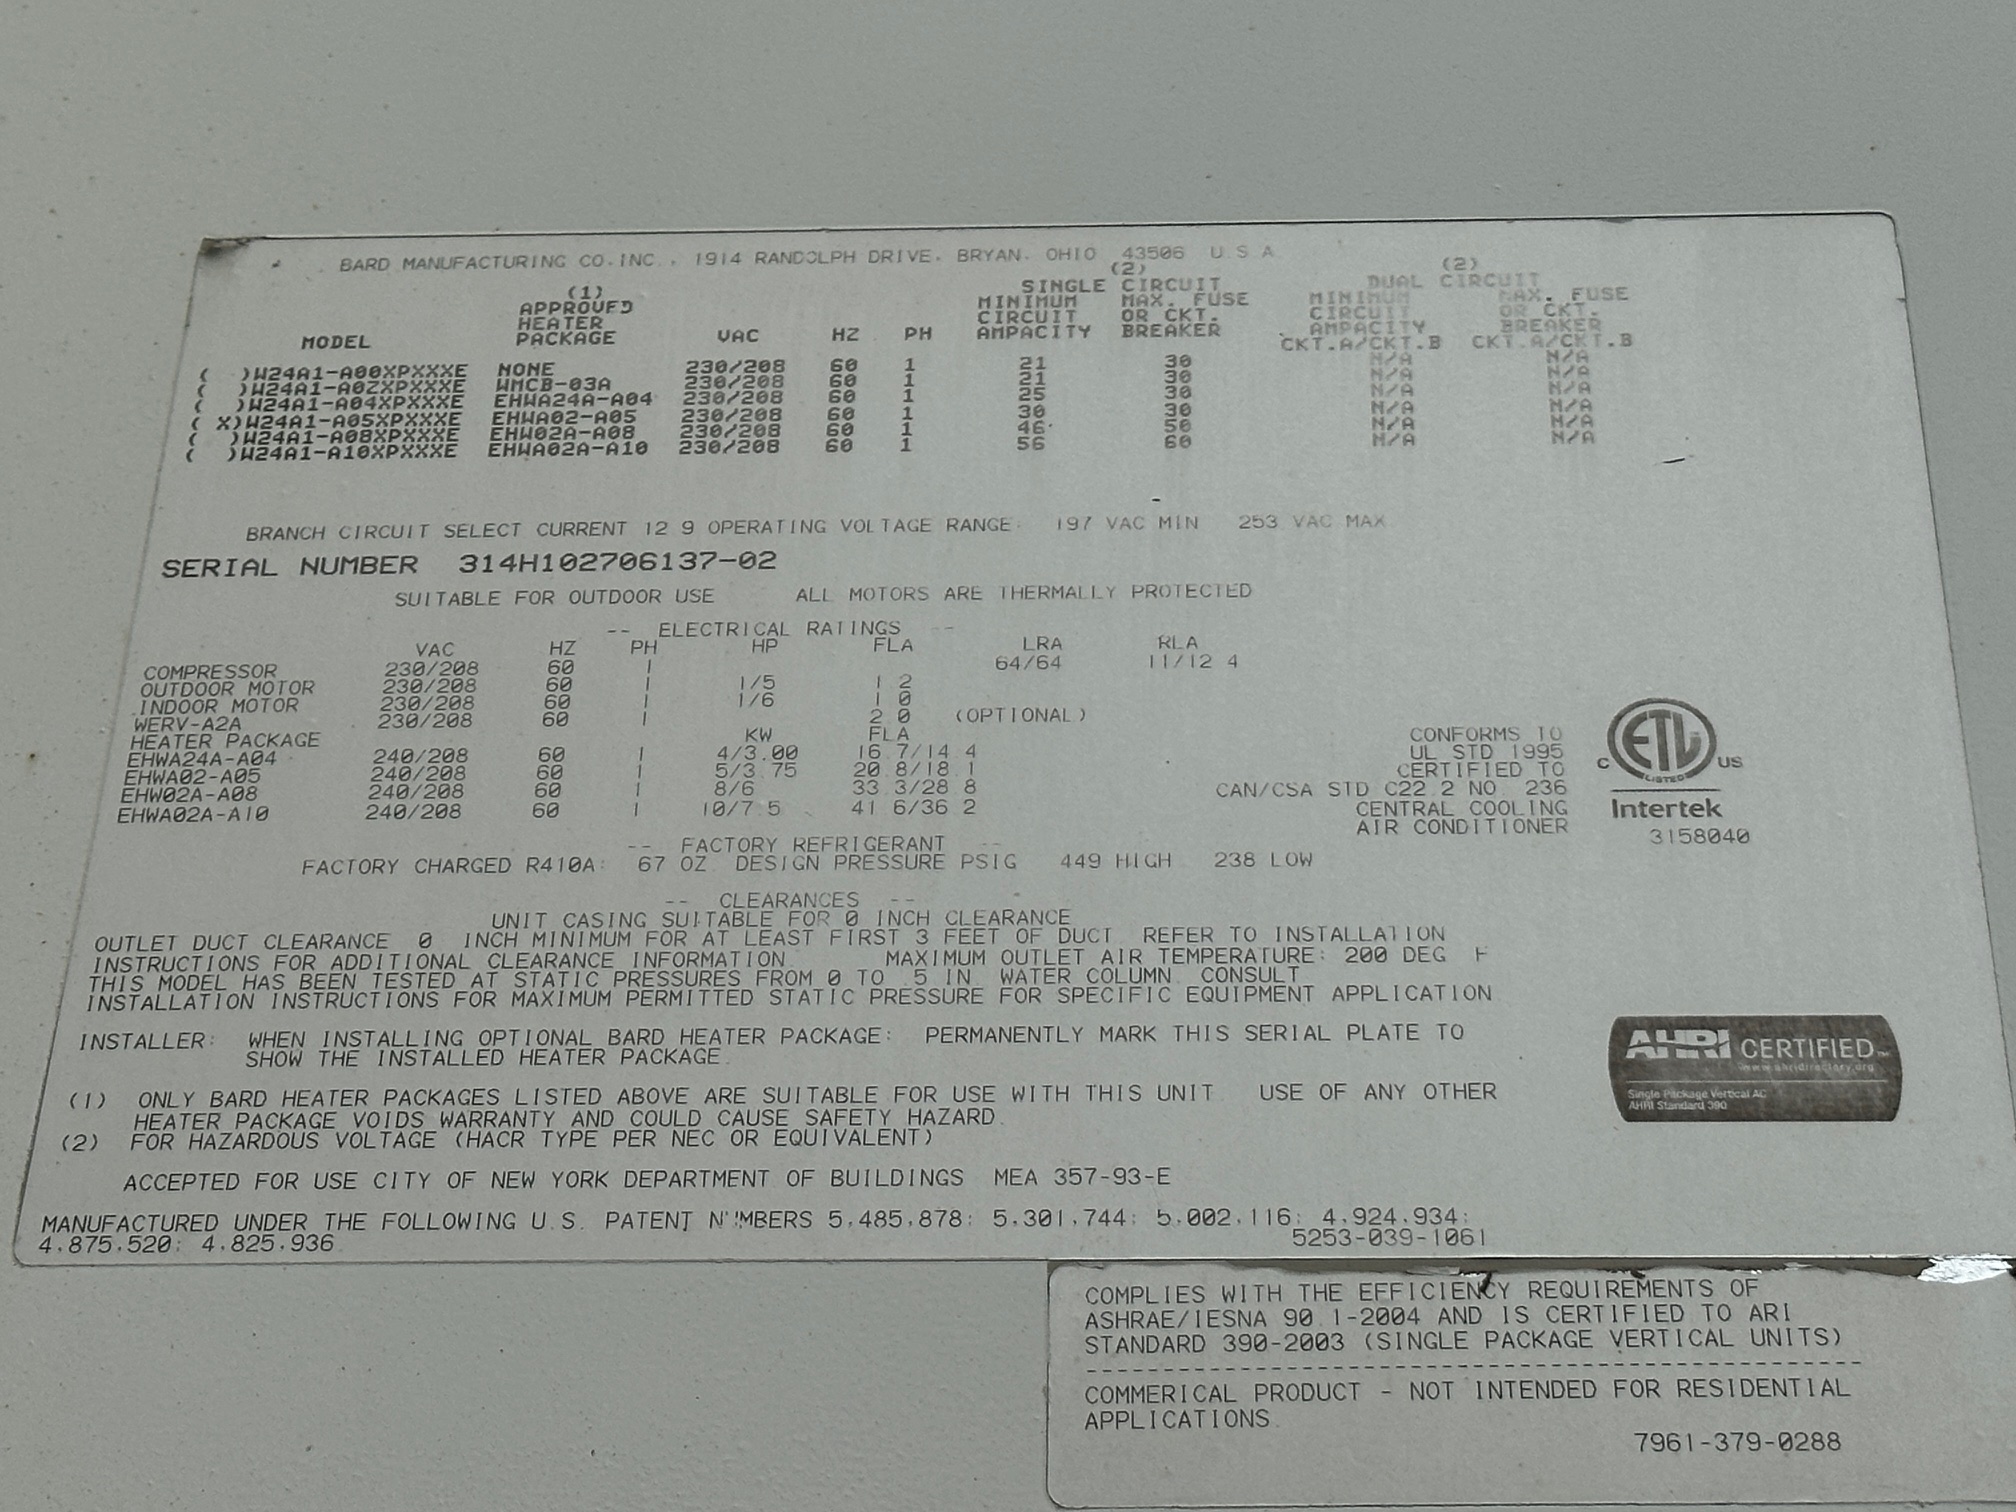 BARD MANUFACTURING CO.INC., 1914 RANDOLPH DRIVE, BRYAN, OHIO 43506 U.S.A.
(1) (2) (2)
APPROVED SINGLE CIRCUIT DUAL CIRCUIT
HEATER MINIMUM MAX. FUSE MINIMUM MAX. FUSE
PACKAGE CIRCUIT OR CKT. CIRCUIT OR CKT.
MODEL VAC HZ PH AMPACITY BREAKER AMPACITY BREAKER
CKT.A/CKT.B CKT.A/CKT.B
( )W24A1-A00XPXXXE NONE 230/208 60 1 21 30 N/A N/A
( )W24A1-A0ZXPXXXE WMCB-03A 230/208 60 1 21 30 N/A N/A
( )W24A1-A04XPXXXE EHWA24A-A04 230/208 60 1 25 30 N/A N/A
( X)W24A1-A05XPXXXE EHWA02-A05 230/208 60 1 30 30 N/A N/A
( )W24A1-A08XPXXXE EHW02A-A08 230/208 60 1 46 50 N/A N/A
( )W24A1-A10XPXXXE EHWA02A-A10 230/208 60 1 56 60 N/A N/A
BRANCH CIRCUIT SELECT CURRENT 12.9 OPERATING VOLTAGE RANGE: 197 VAC MIN 253 VAC MAX
SERIAL NUMBER 314H102706137-02
SUITABLE FOR OUTDOOR USE ALL MOTORS ARE THERMALLY PROTECTED
-- ELECTRICAL RATINGS --
VAC HZ PH HP FLA LRA RLA
COMPRESSOR 230/208 60 1 64/64 11/12.4
OUTDOOR MOTOR 230/208 60 1 1/5 1.2
INDOOR MOTOR 230/208 60 1 1/6 1.0
WERV-A2A 230/208 60 1 2.0 (OPTIONAL)
HEATER PACKAGE KW FLA
EHWA24A-A04 240/208 60 1 4/3.00 16.7/14.4
EHWA02-A05 240/208 60 1 5/3.75 20.8/18.1
EHW02A-A08 240/208 60 1 8/6 33.3/28.8
EHWA02A-A10 240/208 60 1 10/7.5 41.6/36.2
CONFORMS TO
UL STD 1995
CERTIFIED TO
CAN/CSA STD C22.2 NO. 236
CENTRAL COOLING
AIR CONDITIONER
C ETL US
LISTED
Intertek
3158040
-- FACTORY REFRIGERANT --
FACTORY CHARGED R410A: 67 OZ. DESIGN PRESSURE PSIG 449 HIGH 238 LOW
-- CLEARANCES --
UNIT CASING SUITABLE FOR 0 INCH CLEARANCE
OUTLET DUCT CLEARANCE 0 INCH MINIMUM FOR AT LEAST FIRST 3 FEET OF DUCT. REFER TO INSTALLATION
INSTRUCTIONS FOR ADDITIONAL CLEARANCE INFORMATION. MAXIMUM OUTLET AIR TEMPERATURE: 200 DEG F
THIS MODEL HAS BEEN TESTED AT STATIC PRESSURES FROM 0 TO .5 IN. WATER COLUMN. CONSULT
INSTALLATION INSTRUCTIONS FOR MAXIMUM PERMITTED STATIC PRESSURE FOR SPECIFIC EQUIPMENT APPLICATION
INSTALLER: WHEN INSTALLING OPTIONAL BARD HEATER PACKAGE: PERMANENTLY MARK THIS SERIAL PLATE TO
SHOW THE INSTALLED HEATER PACKAGE.
(1) ONLY BARD HEATER PACKAGES LISTED ABOVE ARE SUITABLE FOR USE WITH THIS UNIT. USE OF ANY OTHER
HEATER PACKAGE VOIDS WARRANTY AND COULD CAUSE SAFETY HAZARD.
(2) FOR HAZARDOUS VOLTAGE (HACR TYPE PER NEC OR EQUIVALENT)
AHRI CERTIFIED™
www.ahridirectory.org
Single Package Vertical AC
AHRI Standard 390
ACCEPTED FOR USE CITY OF NEW YORK DEPARTMENT OF BUILDINGS MEA 357-93-E
MANUFACTURED UNDER THE FOLLOWING U.S. PATENT NUMBERS 5,485,878; 5,301,744; 5,002,116; 4,924,934;
4,875,520; 4,825,936 5253-039-1061
COMPLIES WITH THE EFFICIENCY REQUIREMENTS OF
ASHRAE/IESNA 90.1-2004 AND IS CERTIFIED TO ARI
STANDARD 390-2003 (SINGLE PACKAGE VERTICAL UNITS)
COMMERICAL PRODUCT - NOT INTENDED FOR RESIDENTIAL
APPLICATIONS.
7961-379-0288